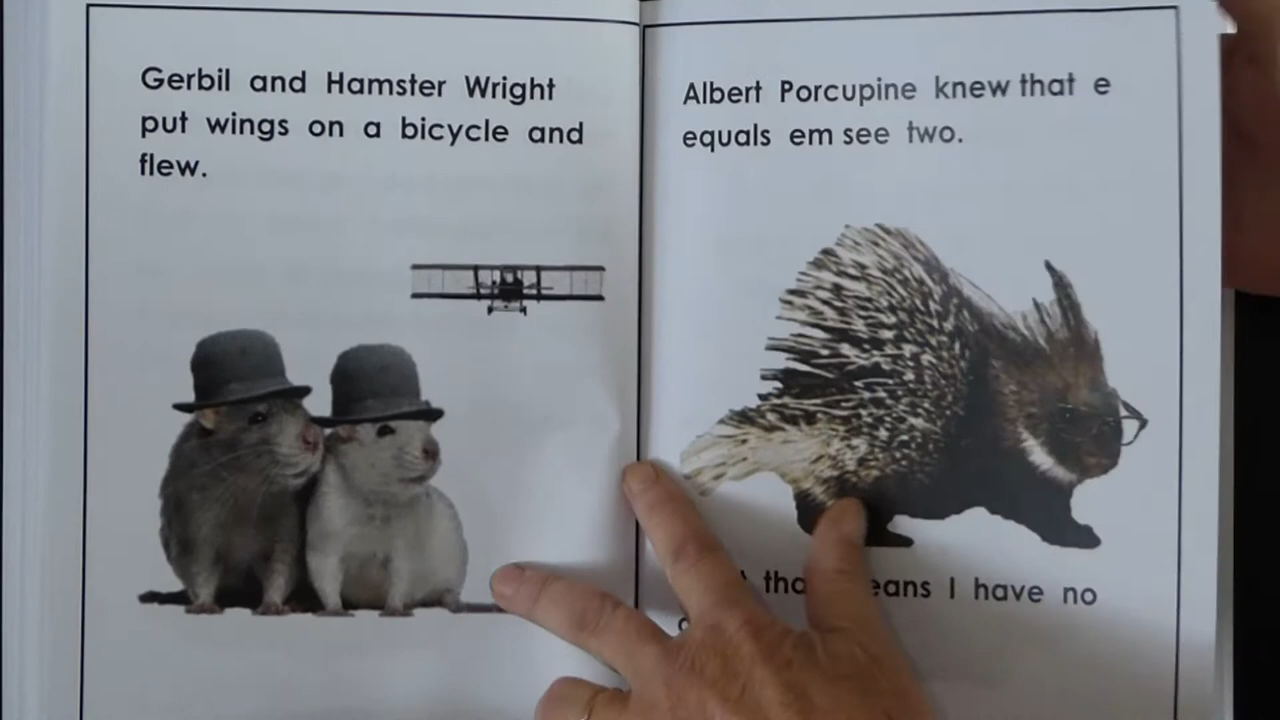 Gerbil and Hamster Wright
put wings on a bicycle and
flew.
Albert Porcupine knew that e
equals em see two.
I have no